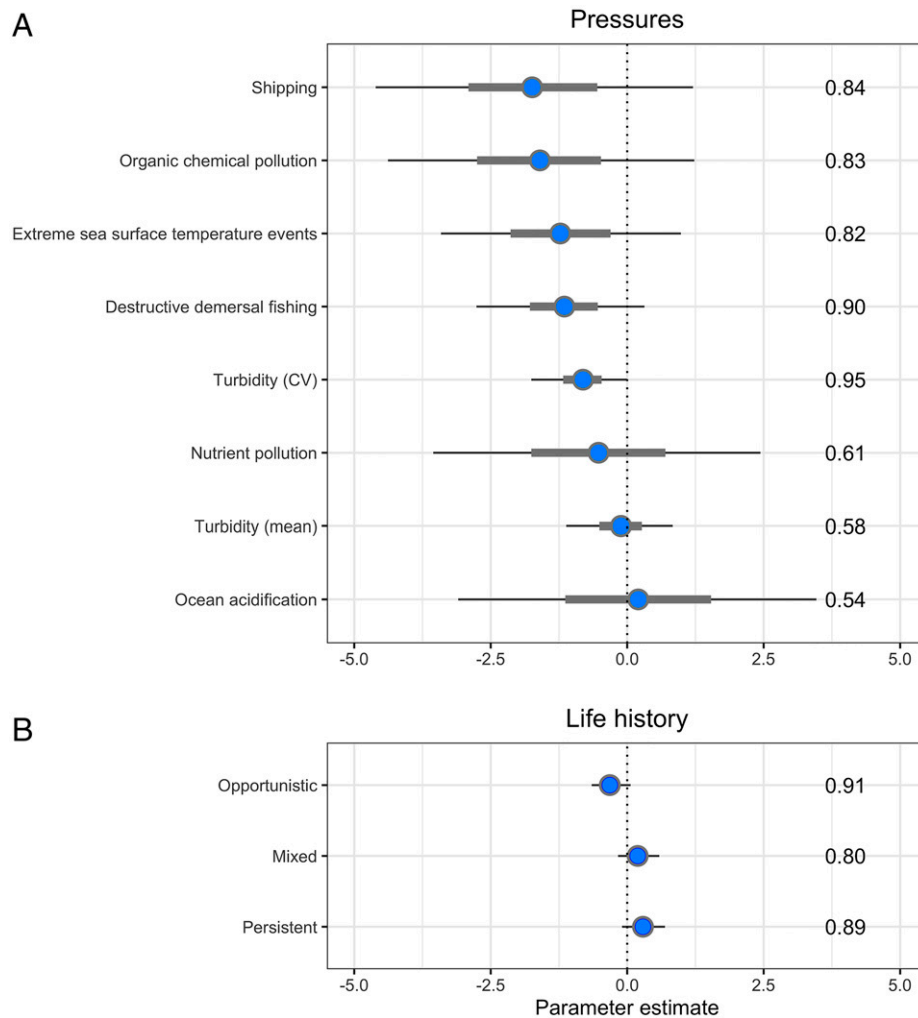 A
Pressures
Shipping 0.84
Organic chemical pollution 0.83
Extreme sea surface temperature events 0.82
Destructive demersal fishing 0.90
Turbidity (CV) 0.95
Nutrient pollution 0.61
Turbidity (mean) 0.58
Ocean acidification 0.54
-5.0 -2.5 0.0 2.5 5.0
B
Life history
Opportunistic 0.91
Mixed 0.80
Persistent 0.89
-5.0 -2.5 0.0 2.5 5.0
Parameter estimate